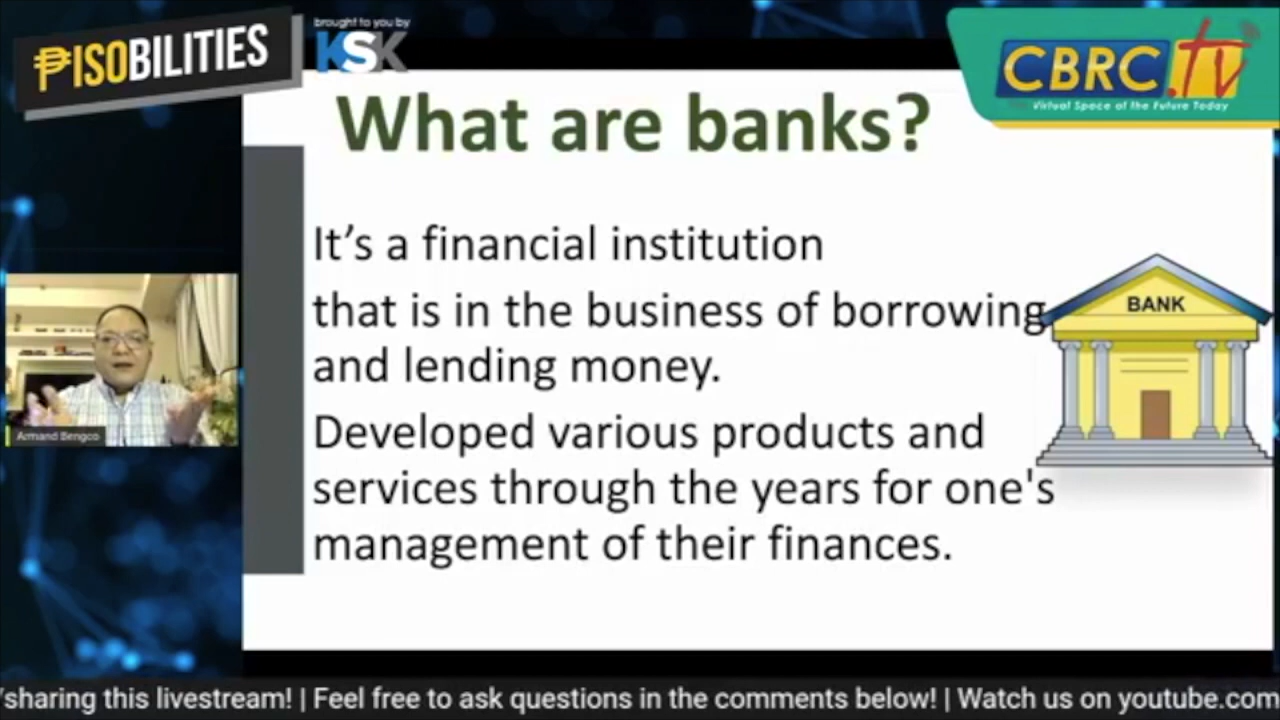 ₱ISOBILITIES
brought to you by
KSK
CBRC.tv
Virtual Space of the Future Today
What are banks?
It's a financial institution
that is in the business of borrowing
and lending money.
BANK
Developed various products and
services through the years for one's
management of their finances.
Armand Bengco
/sharing this livestream! | Feel free to ask questions in the comments below! | Watch us on youtube.com